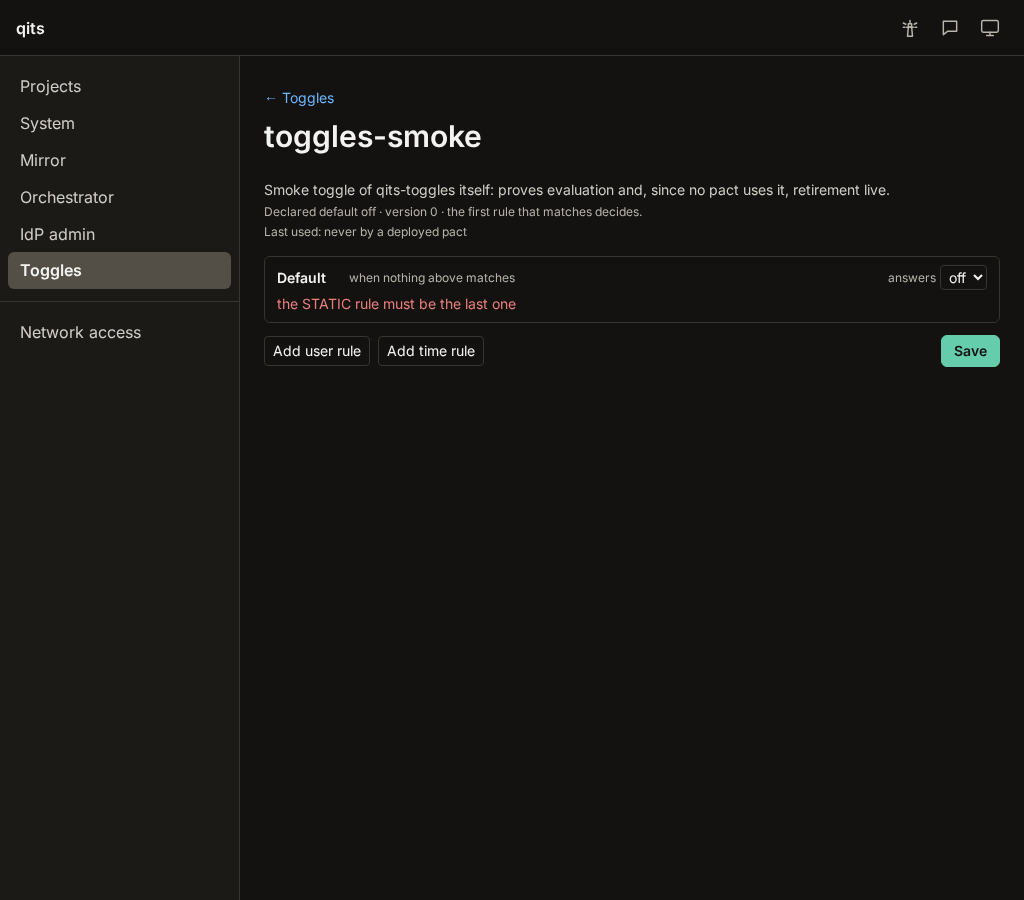 qits
Projects
System
Mirror
Orchestrator
IdP admin
Toggles
Network access
← Toggles
toggles-smoke
Smoke toggle of qits-toggles itself: proves evaluation and, since no pact uses it, retirement live.
Declared default off · version 0 · the first rule that matches decides.
Last used: never by a deployed pact
Default when nothing above matches answers off
the STATIC rule must be the last one
Add user rule Add time rule Save